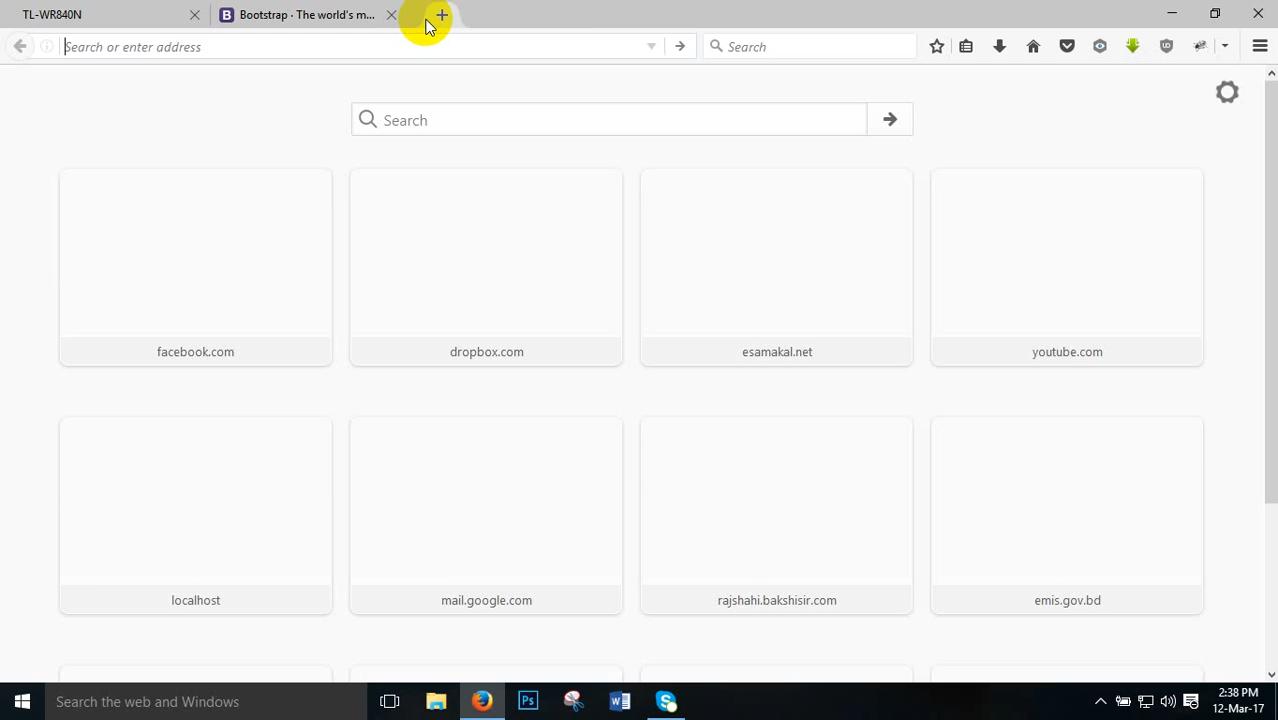 TL-WR840N
B Bootstrap · The world's m...
Search or enter address
Search
Search
facebook.com
dropbox.com
esamakal.net
youtube.com
localhost
mail.google.com
rajshahi.bakshisir.com
emis.gov.bd
Search the web and Windows
Ps
W
S
2:38 PM
12-Mar-17